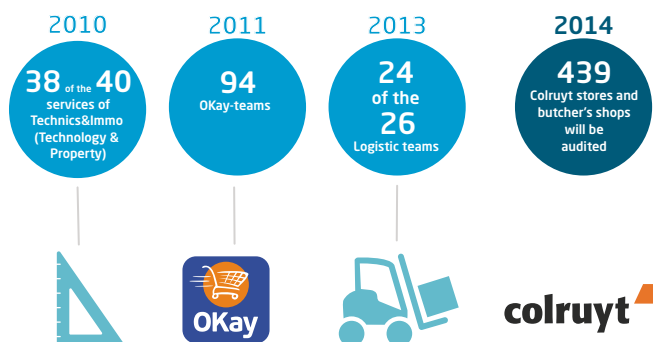 2010
38 of the 40
services of
Technics&Immo
(Technology &
Property)
2011
94
OKay-teams
2013
24
of the
26
Logistic teams
2014
439
Colruyt stores and
butcher's shops
will be
audited
OKay
colruyt